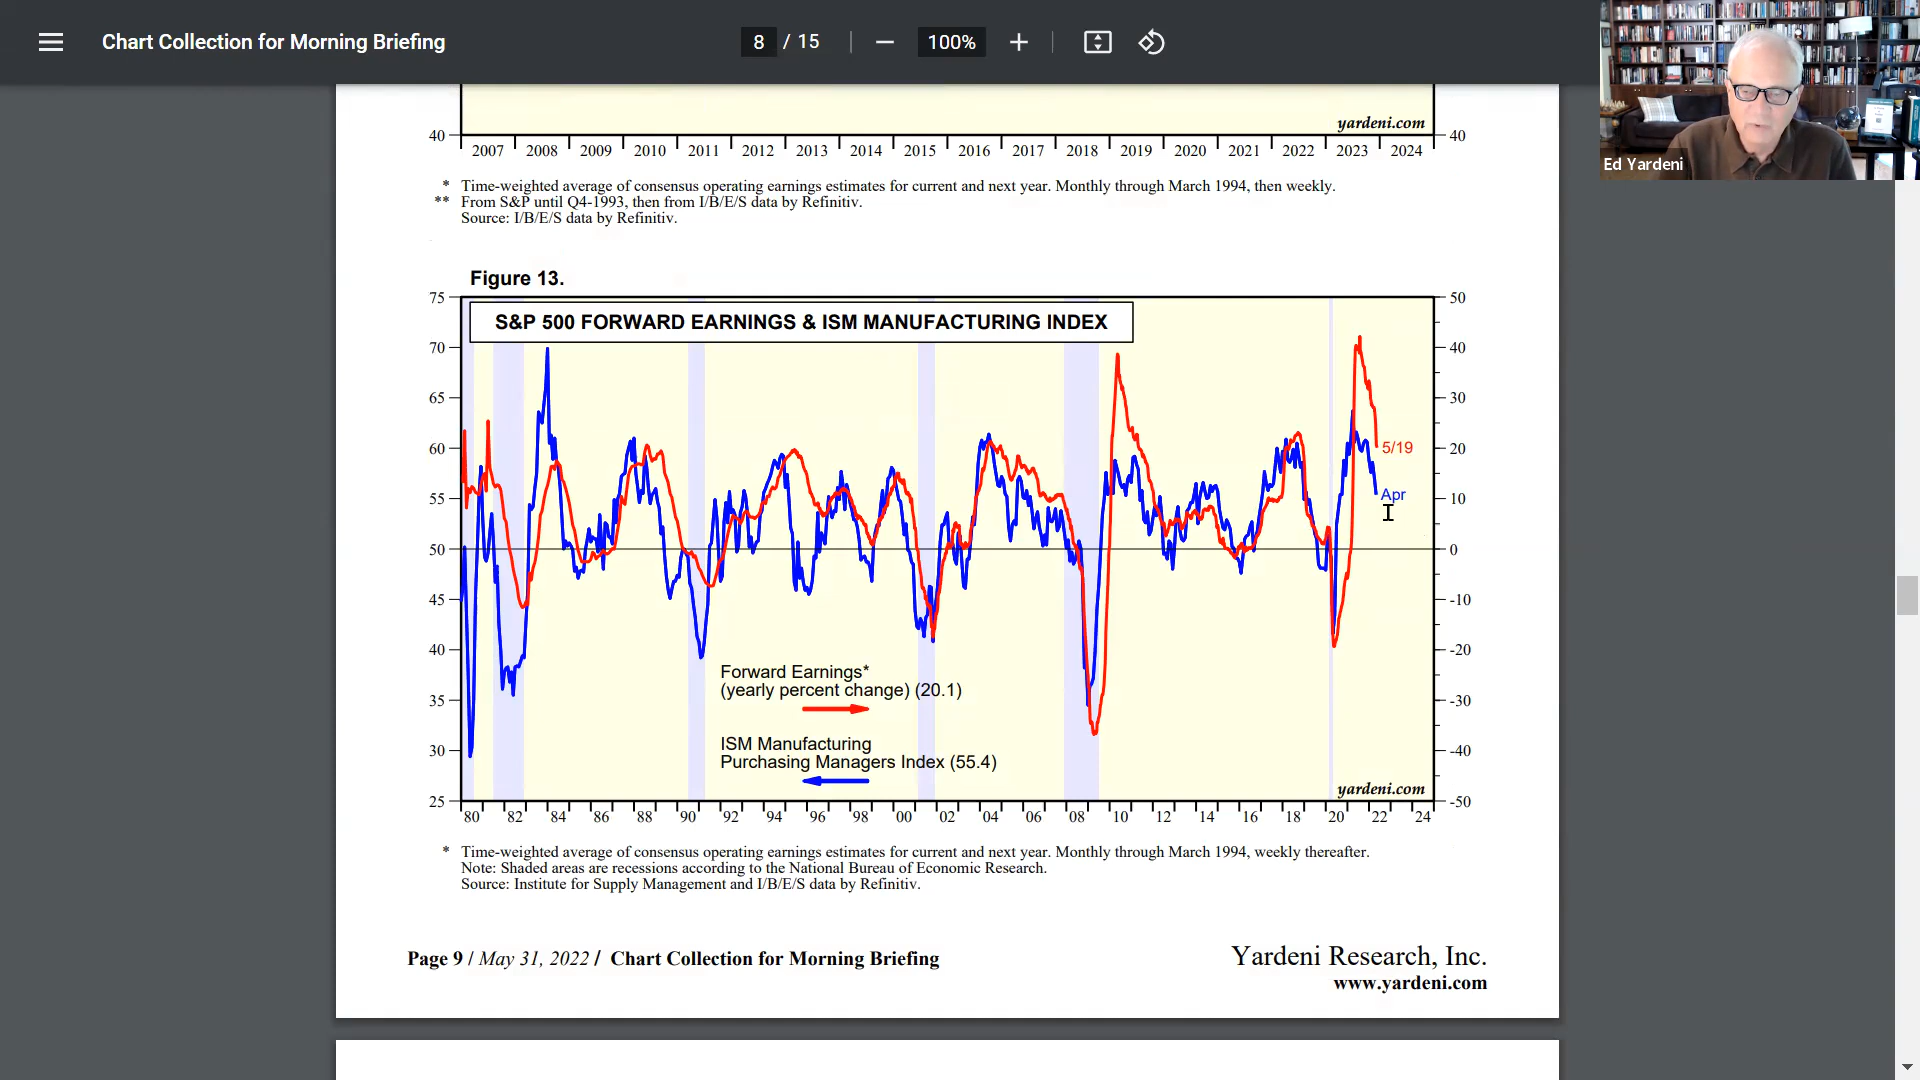 Chart Collection for Morning Briefing
8 / 15
100%
Ed Yardeni
yardeni.com
40
40
2007 2008 2009 2010 2011 2012 2013 2014 2015 2016 2017 2018 2019 2020 2021 2022 2023 2024
* Time-weighted average of consensus operating earnings estimates for current and next year. Monthly through March 1994, then weekly.
** From S&P until Q4-1993, then from I/B/E/S data by Refinitiv.
Source: I/B/E/S data by Refinitiv.
Figure 13.
S&P 500 FORWARD EARNINGS & ISM MANUFACTURING INDEX
75 50
70 40
65 30
60 20
55 10
50 0
45 -10
40 -20
35 -30
30 -40
25 -50
5/19
Apr
Forward Earnings*
(yearly percent change) (20.1)
ISM Manufacturing
Purchasing Managers Index (55.4)
yardeni.com
80 82 84 86 88 90 92 94 96 98 00 02 04 06 08 10 12 14 16 18 20 22 24
* Time-weighted average of consensus operating earnings estimates for current and next year. Monthly through March 1994, weekly thereafter.
Note: Shaded areas are recessions according to the National Bureau of Economic Research.
Source: Institute for Supply Management and I/B/E/S data by Refinitiv.
Page 9 / May 31, 2022 / Chart Collection for Morning Briefing
Yardeni Research, Inc.
www.yardeni.com